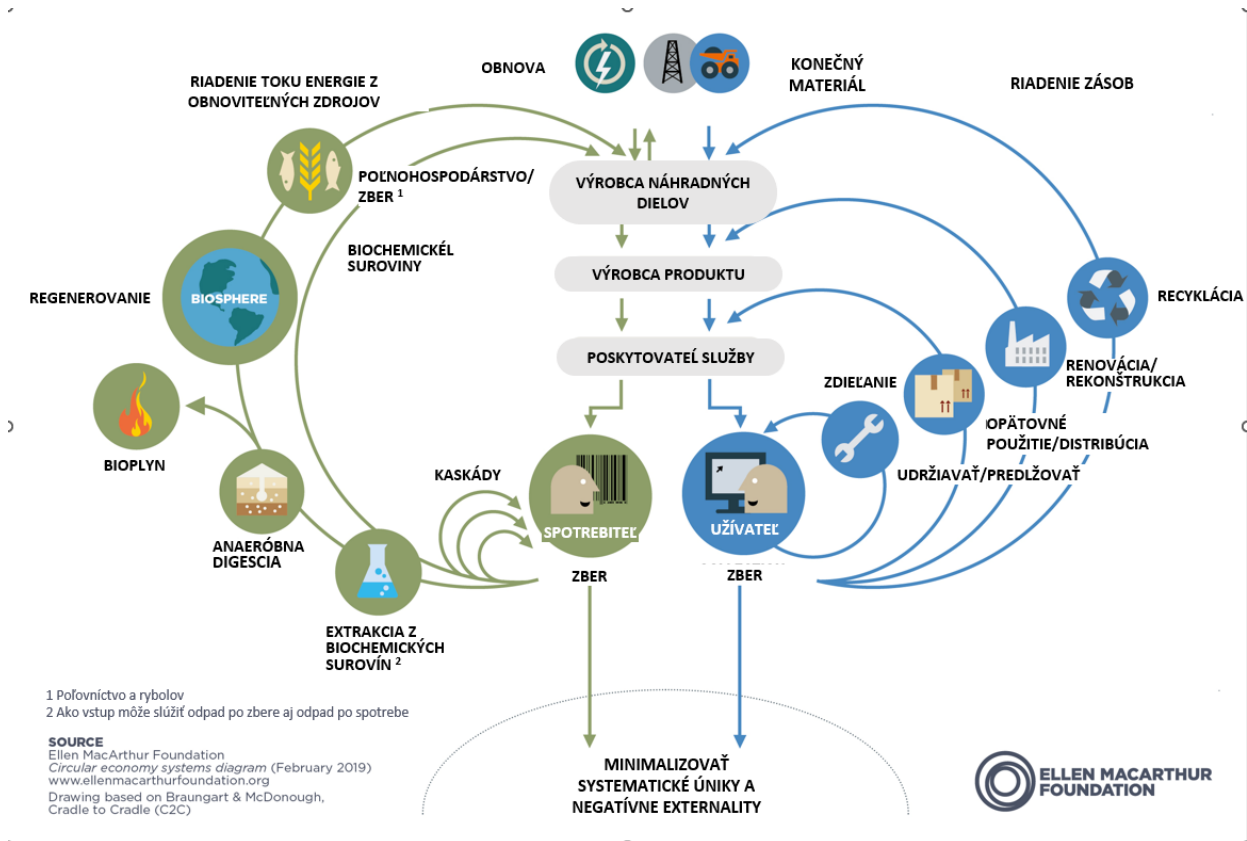 OBNOVA
KONEČNÝ
MATERIÁL
RIADENIE ZÁSOB
RIADENIE TOKU ENERGIE Z
OBNOVITEĽNÝCH ZDROJOV
POĽNOHOSPODÁRSTVO/
ZBER 1
VÝROBCA NÁHRADNÝCH
DIELOV
BIOCHEMICKÉL
SUROVINY
VÝROBCA PRODUKTU
REGENEROVANIE
BIOSPHERE
RECYKLÁCIA
POSKYTOVATEĽ SLUŽBY
ZDIEĽANIE
RENOVÁCIA/
REKONŠTRUKCIA
OPÄTOVNÉ
POUŽITIE/DISTRIBÚCIA
UDRŽIAVAŤ/PREDLŽOVAŤ
BIOPLYN
KASKÁDY
SPOTREBITEĽ
UŽÍVATEĽ
ANAERÓBNA
DIGESCIA
ZBER
ZBER
EXTRAKCIA Z
BIOCHEMICKÝCH
SUROVÍN 2
1 Poľovníctvo a rybolov
2 Ako vstup môže slúžiť odpad po zbere aj odpad po spotrebe
SOURCE
Ellen MacArthur Foundation
Circular economy systems diagram (February 2019)
www.ellenmacarthurfoundation.org
Drawing based on Braungart & McDonough,
Cradle to Cradle (C2C)
MINIMALIZOVAŤ
SYSTEMATICKÉ ÚNIKY A
NEGATÍVNE EXTERNALITY
ELLEN MACARTHUR
FOUNDATION